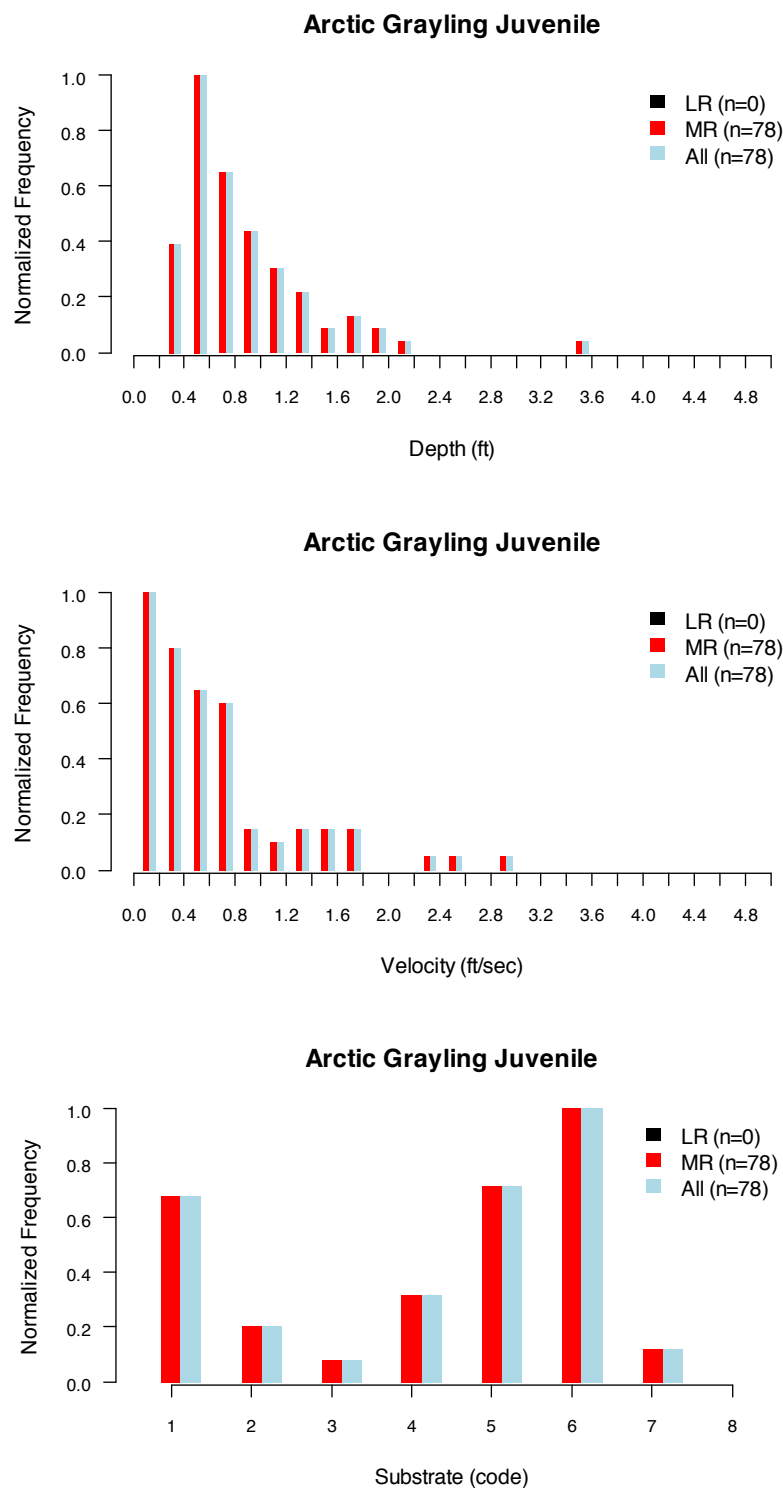 Arctic Grayling Juvenile
Normalized Frequency
1.0
0.8
0.6
0.4
0.2
0.0
LR (n=0)
MR (n=78)
All (n=78)
0.0 0.4 0.8 1.2 1.6 2.0 2.4 2.8 3.2 3.6 4.0 4.4 4.8
Depth (ft)
Arctic Grayling Juvenile
Normalized Frequency
1.0
0.8
0.6
0.4
0.2
0.0
LR (n=0)
MR (n=78)
All (n=78)
0.0 0.4 0.8 1.2 1.6 2.0 2.4 2.8 3.2 3.6 4.0 4.4 4.8
Velocity (ft/sec)
Arctic Grayling Juvenile
Normalized Frequency
1.0
0.8
0.6
0.4
0.2
0.0
LR (n=0)
MR (n=78)
All (n=78)
1 2 3 4 5 6 7 8
Substrate (code)